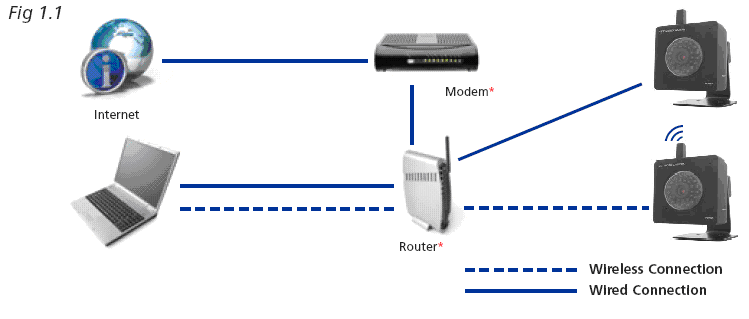 Fig 1.1
Internet
Modem*
Router*
Wireless Connection
Wired Connection